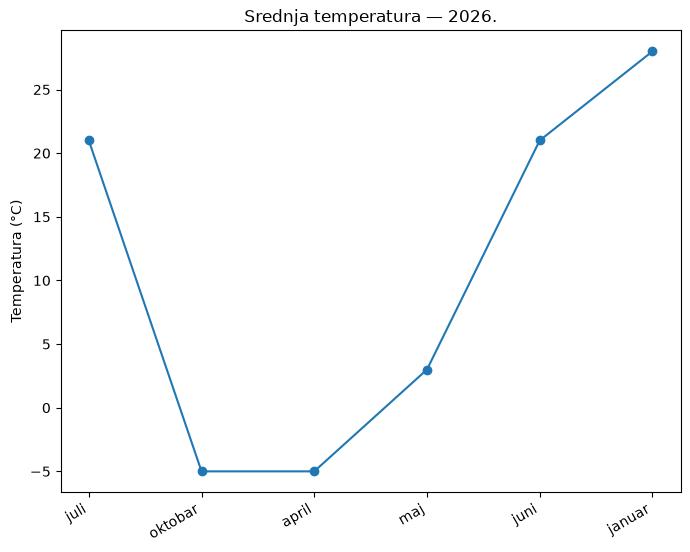 Srednja temperatura — 2026.
Temperatura (°C)
25
20
15
10
5
0
−5
juli
oktobar
april
maj
juni
januar